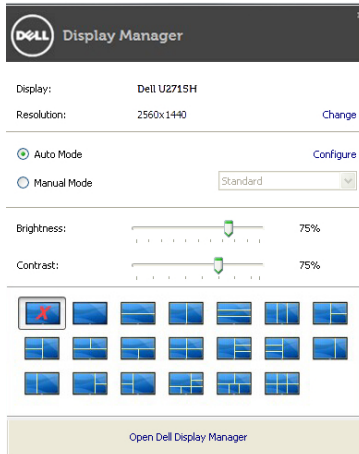 DELL Display Manager
Display: Dell U2715H
Resolution: 2560x1440 Change
Auto Mode Configure
Manual Mode Standard
Brightness: 75%
Contrast: 75%
Open Dell Display Manager